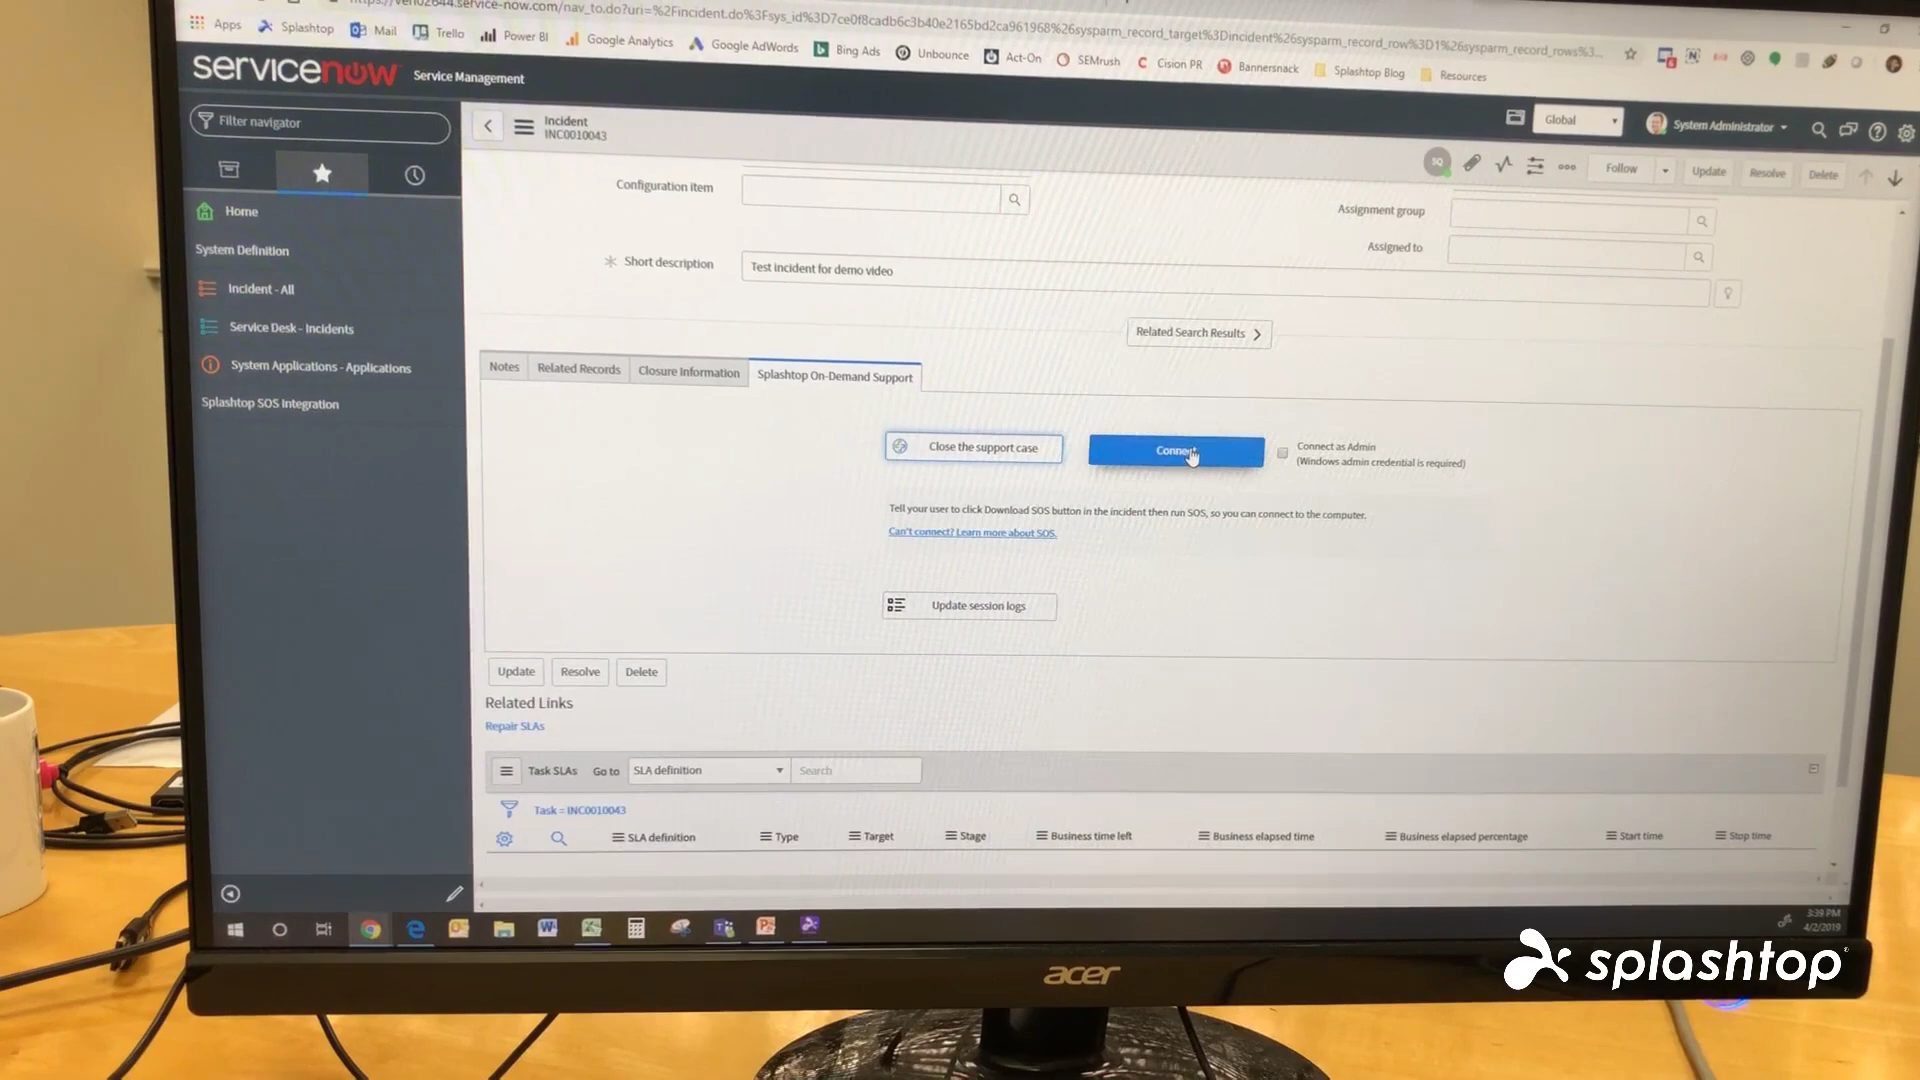 Apps Splashtop Mail Trello Power BI Google Analytics Google AdWords Bing Ads Unbounce Act-On SEMrush Cision PR Bannersnack Splashtop Blog Resources
servicenow Service Management
Filter navigator
Incident
INC0010043
Global
System Administrator
SQ
Follow Update Resolve Delete
Home
System Definition
Incident - All
Service Desk - Incidents
System Applications - Applications
Splashtop SOS Integration
Configuration item
Assignment group
Assigned to
Short description
Test incident for demo video
Related Search Results
Notes Related Records Closure Information Splashtop On-Demand Support
Close the support case
Connect
Connect as Admin
(Windows admin credential is required)
Tell your user to click Download SOS button in the incident then run SOS, so you can connect to the computer.
Can't connect? Learn more about SOS.
Update session logs
Update Resolve Delete
Related Links
Repair SLAs
Task SLAs Go to SLA definition Search
Task = INC0010043
SLA definition Type Target Stage Business time left Business elapsed time Business elapsed percentage Start time Stop time
3:39 PM
4/2/2019
acer
splashtop